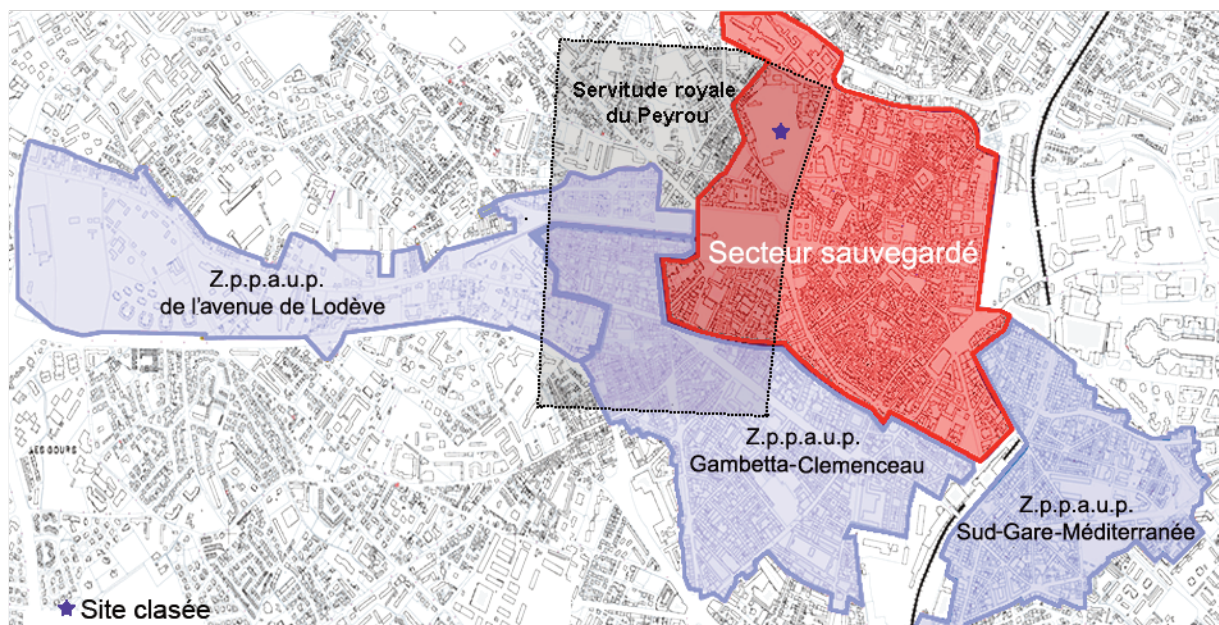 Servitude royale
du Peyrou
Secteur sauvegardé
Z.p.p.a.u.p.
de l'avenue de Lodève
Z.p.p.a.u.p.
Gambetta-Clemenceau
Z.p.p.a.u.p.
Sud-Gare-Méditerranée
Site clasée